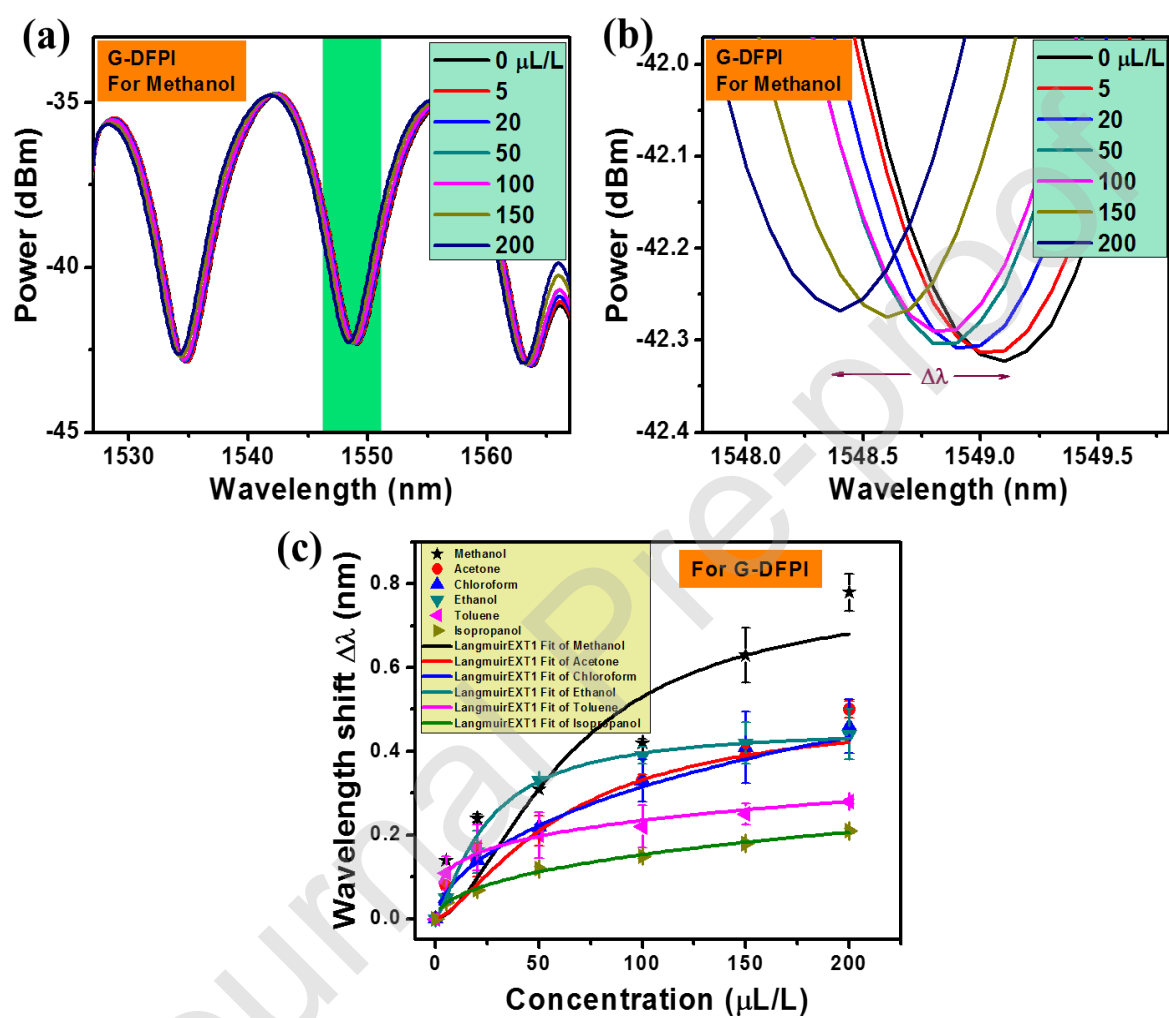 (a)
G-DFPI
For Methanol
0 μL/L
5
20
50
100
150
200
-35
-40
-45
Power (dBm)
1530
1540
1550
1560
Wavelength (nm)
(b)
G-DFPI
For Methanol
0 μL/L
5
20
50
100
150
200
-42.0
-42.1
-42.2
-42.3
-42.4
Power (dBm)
Δλ
1548.0
1548.5
1549.0
1549.5
Wavelength (nm)
(c)
Methanol
Acetone
Chloroform
Ethanol
Toluene
Isopropanol
LangmuirEXT1 Fit of Methanol
LangmuirEXT1 Fit of Acetone
LangmuirEXT1 Fit of Chloroform
LangmuirEXT1 Fit of Ethanol
LangmuirEXT1 Fit of Toluene
LangmuirEXT1 Fit of Isopropanol
For G-DFPI
0.8
0.6
0.4
0.2
0.0
Wavelength shift Δλ (nm)
0
50
100
150
200
Concentration (μL/L)
ournal Pre-proof